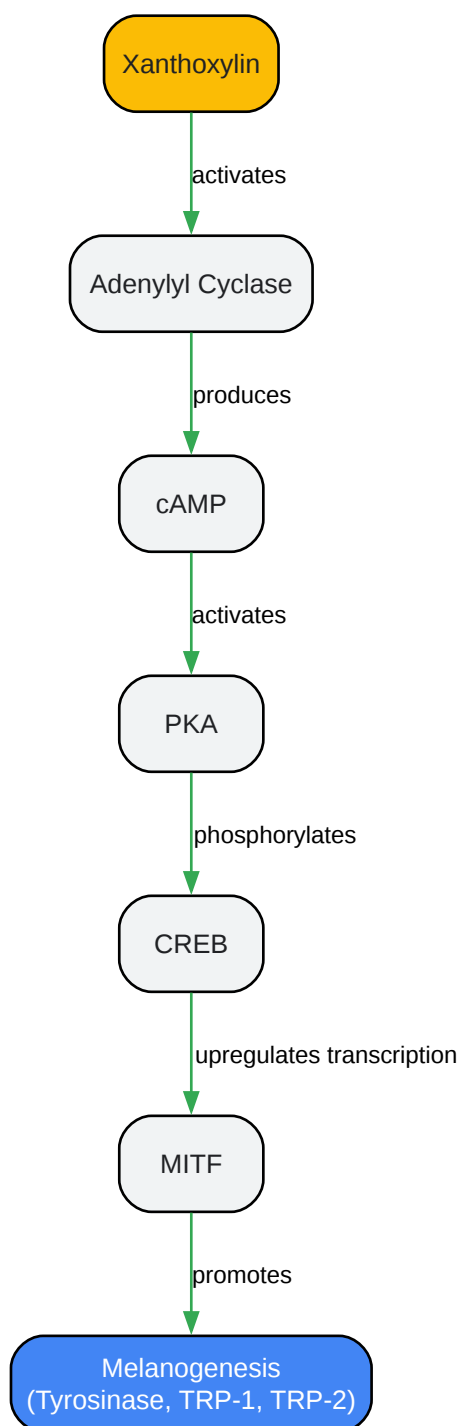 Xanthoxylin
activates
Adenylyl Cyclase
produces
cAMP
activates
PKA
phosphorylates
CREB
upregulates transcription
MITF
promotes
Melanogenesis
(Tyrosinase, TRP-1, TRP-2)